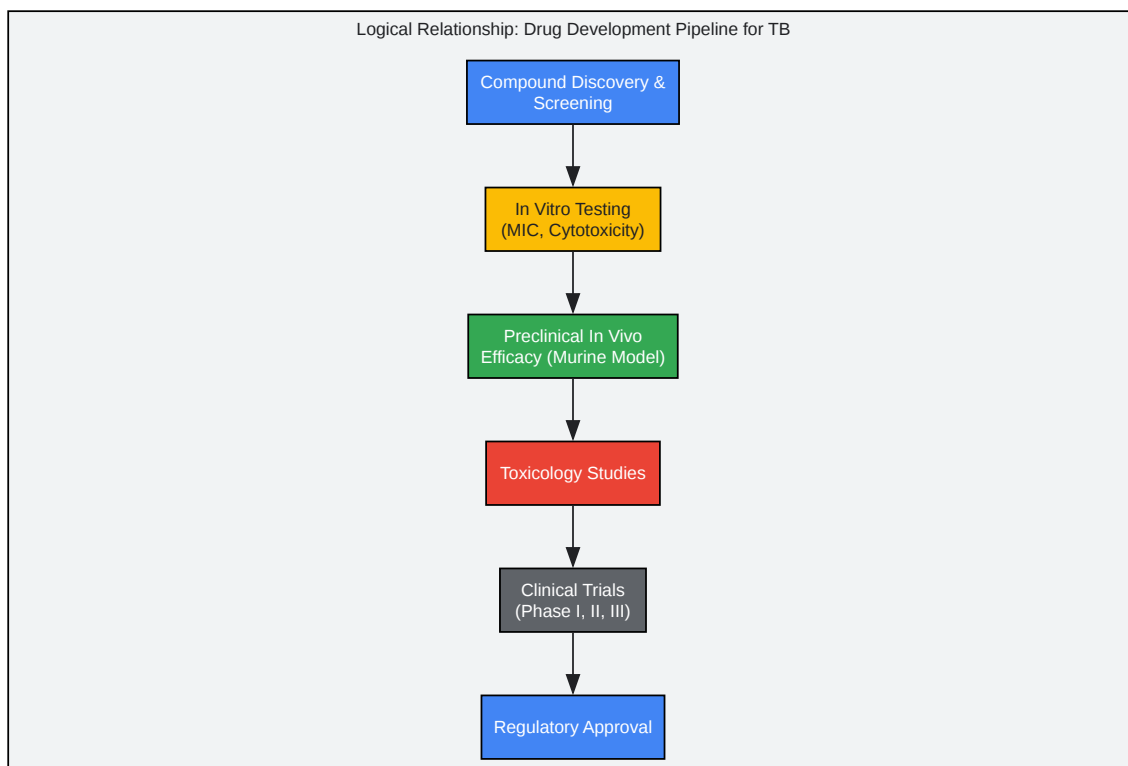 Logical Relationship: Drug Development Pipeline for TB
Compound Discovery &
Screening
In Vitro Testing
(MIC, Cytotoxicity)
Preclinical In Vivo
Efficacy (Murine Model)
Toxicology Studies
Clinical Trials
(Phase I, II, III)
Regulatory Approval